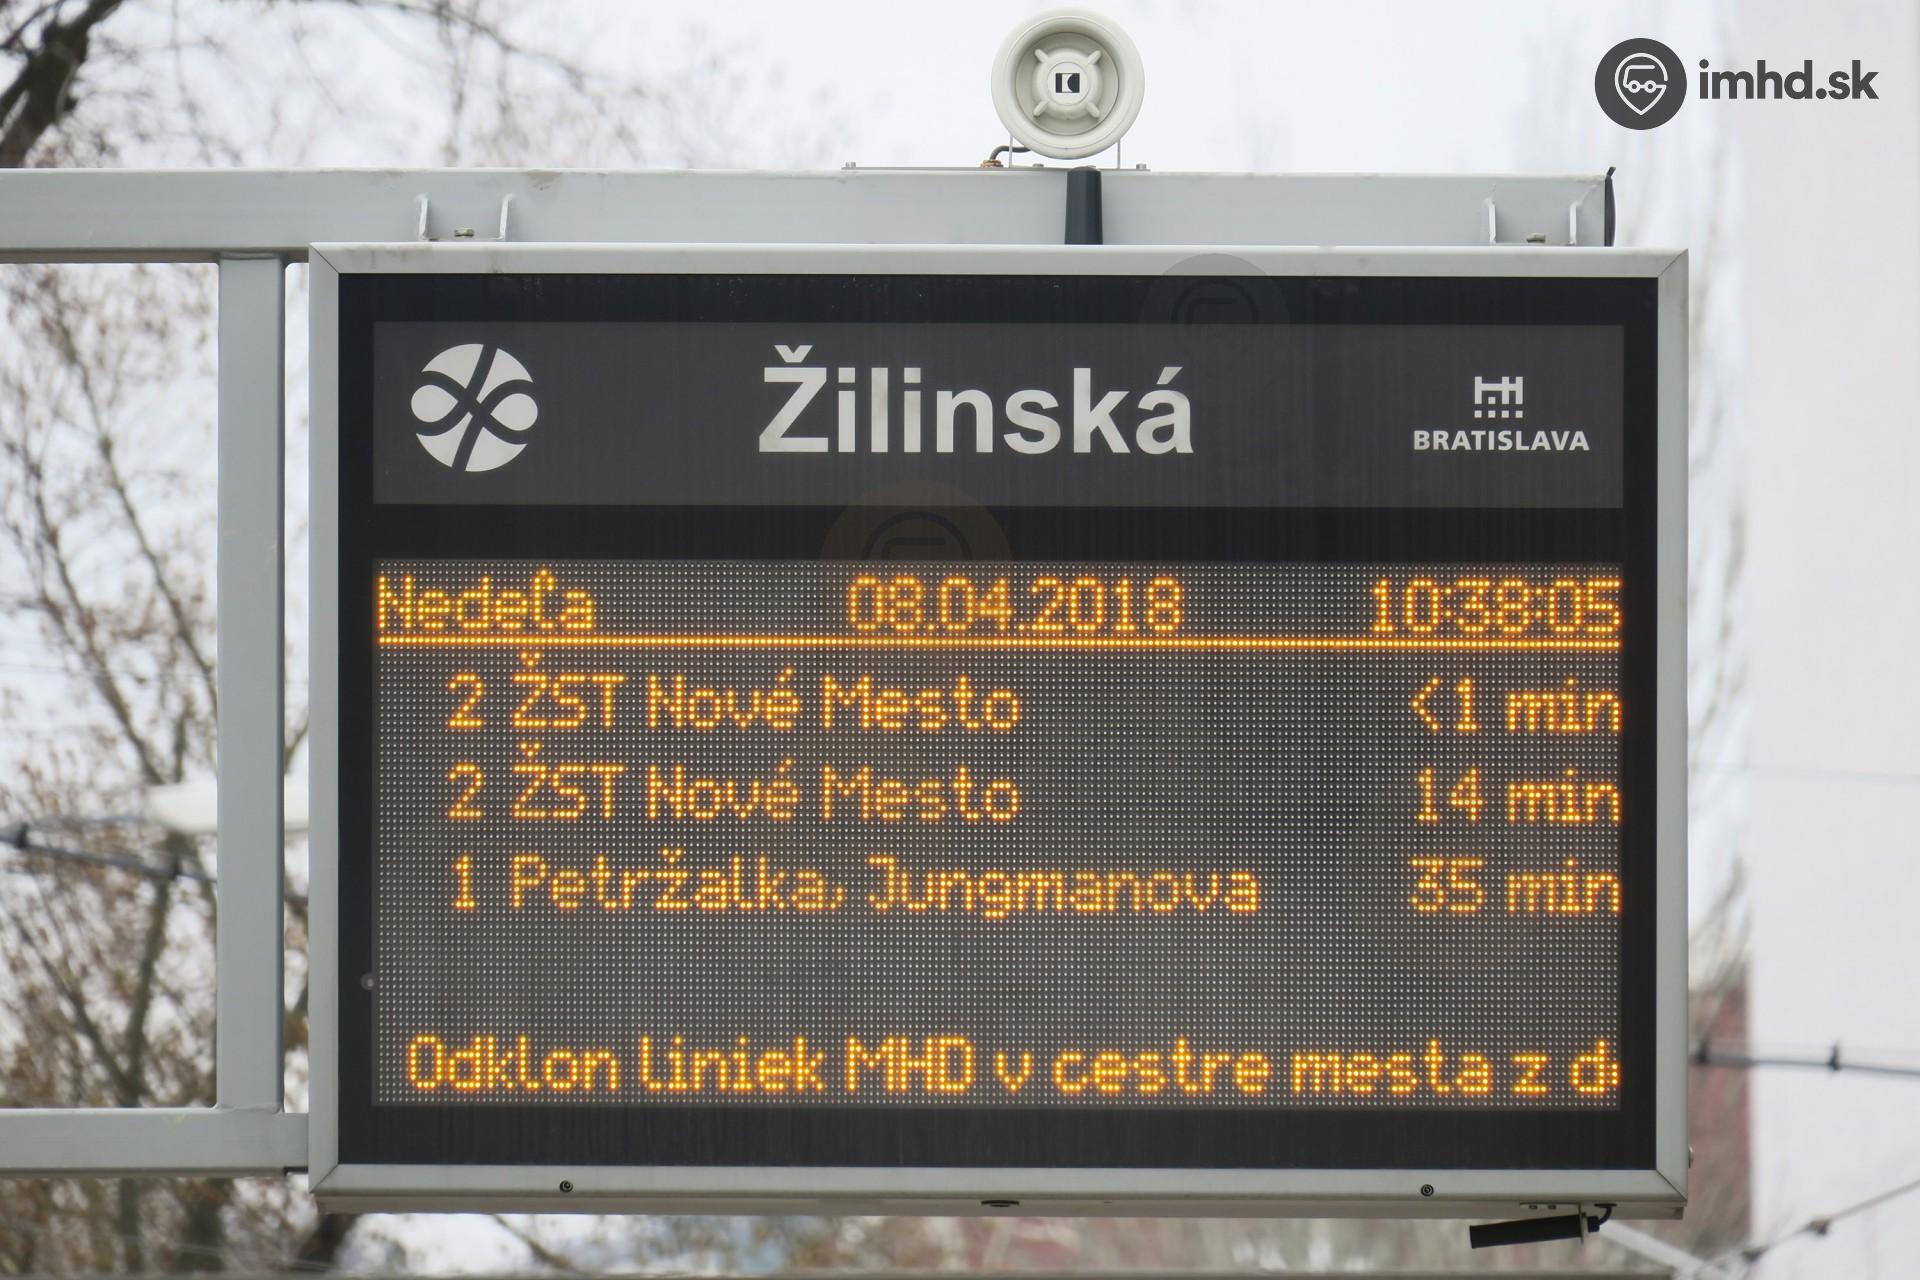 imhd.sk
Žilinská
BRATISLAVA
Nedeľa 08.04.2018 10:38:05
2 ŽST Nové Mesto <1 min
2 ŽST Nové Mesto 14 min
1 Petržalka, Jungmanova 35 min
Odklon liniek MHD v cestre mesta z